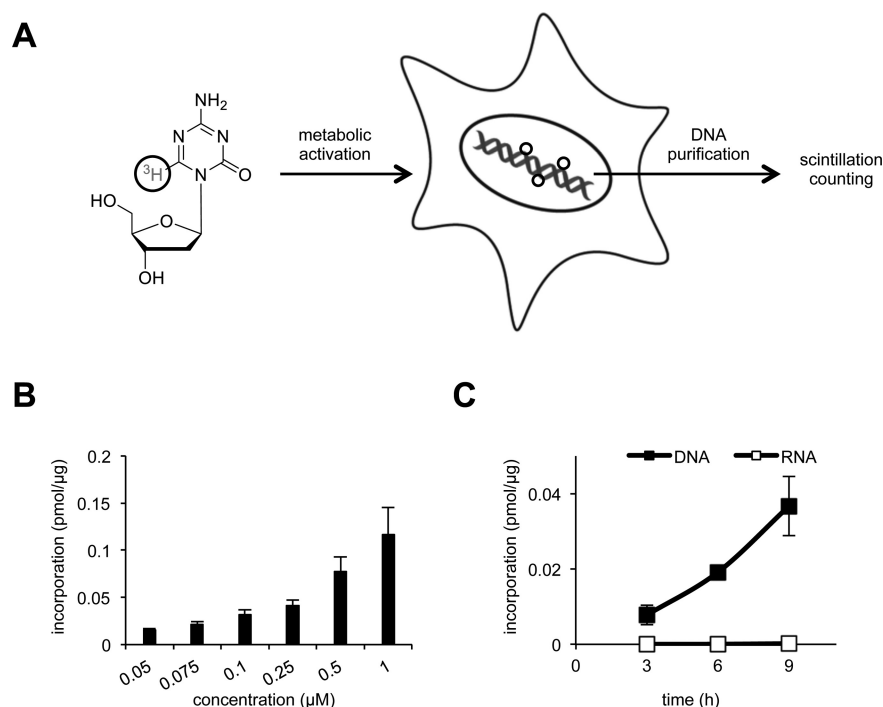 A
NH₂
N N
³H N O
HO
O
OH
metabolic
activation
DNA
purification
scintillation
counting
B
incorporation (pmol/µg)
0.2
0.15
0.1
0.05
0
0.05 0.075 0.1 0.25 0.5 1
concentration (µM)
C
DNA RNA
incorporation (pmol/µg)
0.04
0.02
0
0 3 6 9
time (h)